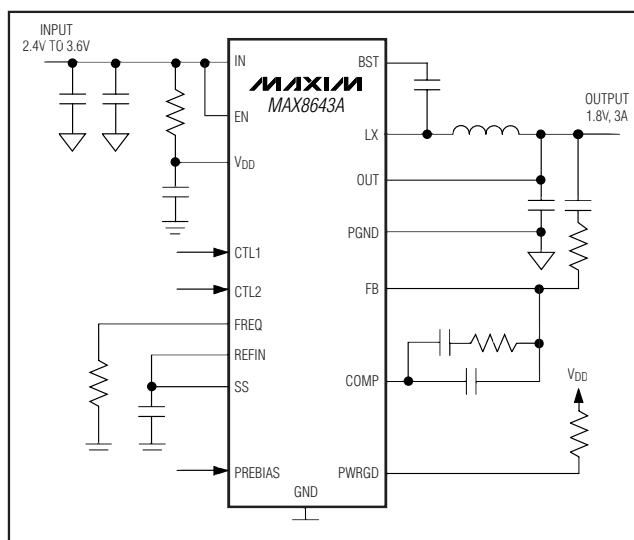 INPUT
2.4V TO 3.6V
IN
EN
VDD
CTL1
CTL2
FREQ
REFIN
SS
PREBIAS
GND
MAXIM
MAX8643A
BST
LX
OUT
PGND
FB
COMP
PWRGD
OUTPUT
1.8V, 3A
VDD